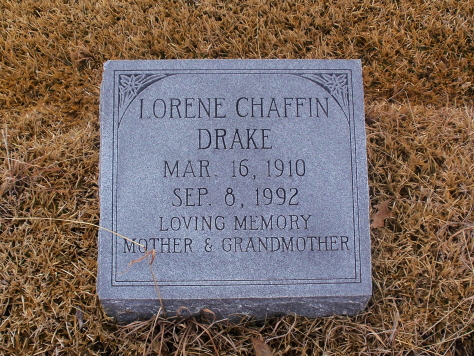 LORENE CHAFFIN
DRAKE
MAR. 16, 1910
SEP. 8, 1992
LOVING MEMORY
MOTHER & GRANDMOTHER